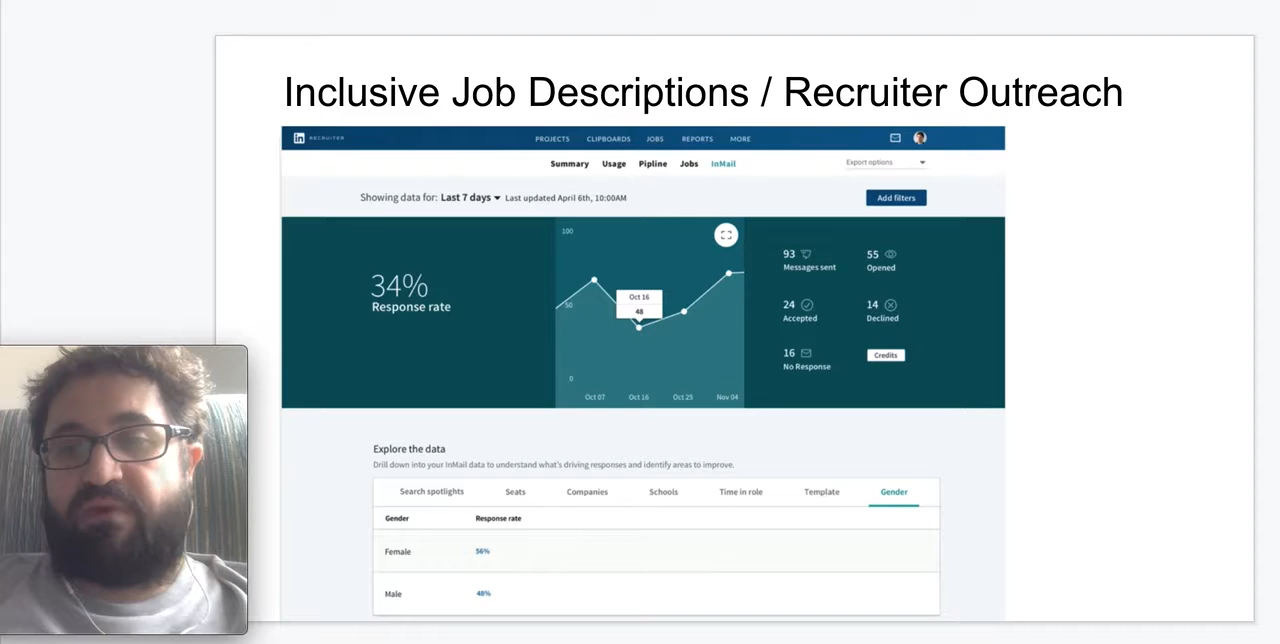 Inclusive Job Descriptions / Recruiter Outreach
in RECRUITER PROJECTS CLIPBOARDS JOBS REPORTS MORE
Summary Usage Pipline Jobs InMail Export options
Showing data for: Last 7 days Last updated April 6th, 10:00AM Add filters
100
93 55
Messages sent Opened
34%
Response rate
Oct 16
48
50
24 14
Accepted Declined
16 Credits
No Response
0
Oct 07 Oct 16 Oct 25 Nov 04
Explore the data
Drill down into your InMail data to understand what's driving responses and identify areas to improve.
Search spotlights Seats Companies Schools Time in role Template Gender
Gender Response rate
Female 56%
Male 48%